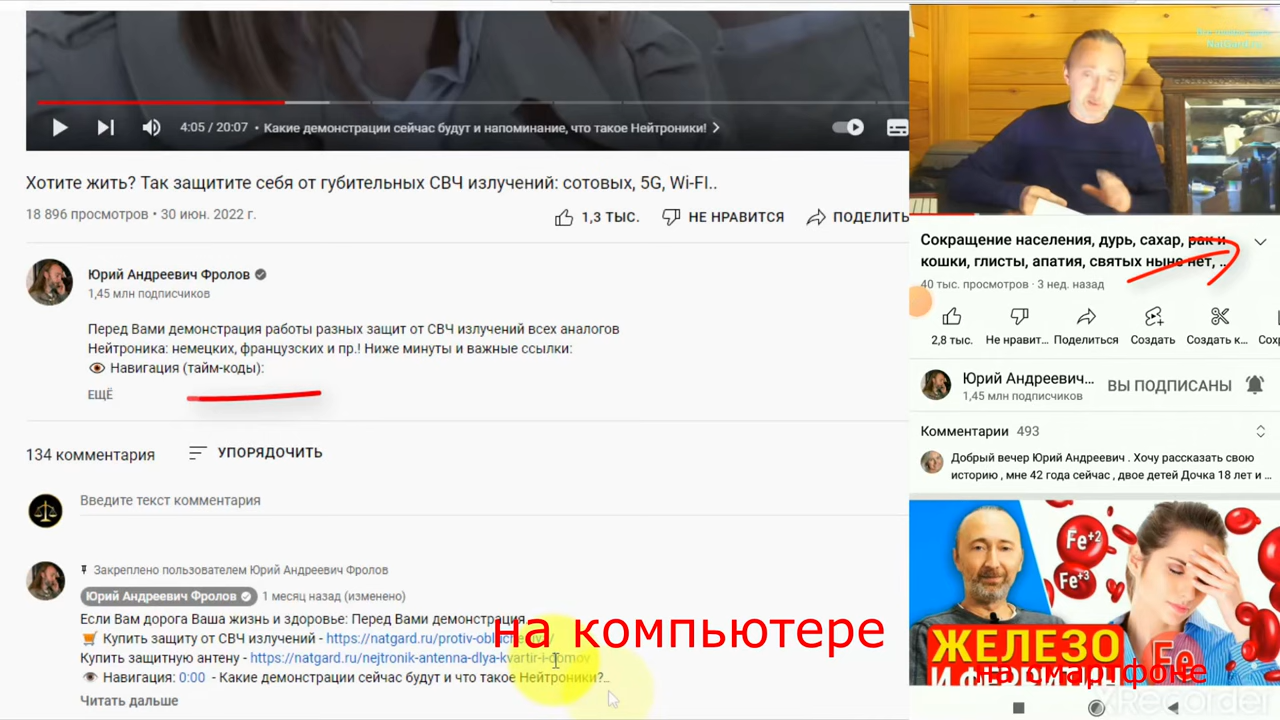 4:05 / 20:07 • Какие демонстрации сейчас будут и напоминание, что такое Нейтроники!
Хотите жить? Так защитите себя от губительных СВЧ излучений: сотовых, 5G, Wi-FI..
18 896 просмотров • 30 июн. 2022 г.
1,3 ТЫС.
НЕ НРАВИТСЯ
ПОДЕЛИТЬ
Юрий Андреевич Фролов
1,45 млн подписчиков
Перед Вами демонстрация работы разных защит от СВЧ излучений всех аналогов
Нейтроника: немецких, французских и пр.! Ниже минуты и важные ссылки:
Навигация (тайм-коды):
ЕЩЁ
134 комментария
УПОРЯДОЧИТЬ
Введите текст комментария
Закреплено пользователем Юрий Андреевич Фролов
Юрий Андреевич Фролов 1 месяц назад (изменено)
Если Вам дорога Ваша жизнь и здоровье: Перед Вами демонстрация
Купить защиту от СВЧ излучений -
Купить защитную антену - https://natgard.ru/nejtronik-antenna-dlya-kvartir-i-domov
Навигация: 0:00 - Какие демонстрации сейчас будут и что такое Нейтроники?..
Читать дальше
на компьютере
Сокращение населения, дурь, сахар, рак и
кошки, глисты, апатия, святых ныне нет, ...
40 тыс. просмотров · 3 нед. назад
2,8 тыс.
Не нравит...
Поделиться
Создать
Создать к...
Сохр
Юрий Андреевич...
1,45 млн подписчиков
ВЫ ПОДПИСАНЫ
Комментарии 493
Добрый вечер Юрий Андреевич . Хочу рассказать свою
историю , мне 42 года сейчас , двое детей Дочка 18 лет и ...
Fe+2
Fe+3
ЖЕЛЕЗО
Fe
XRecorder